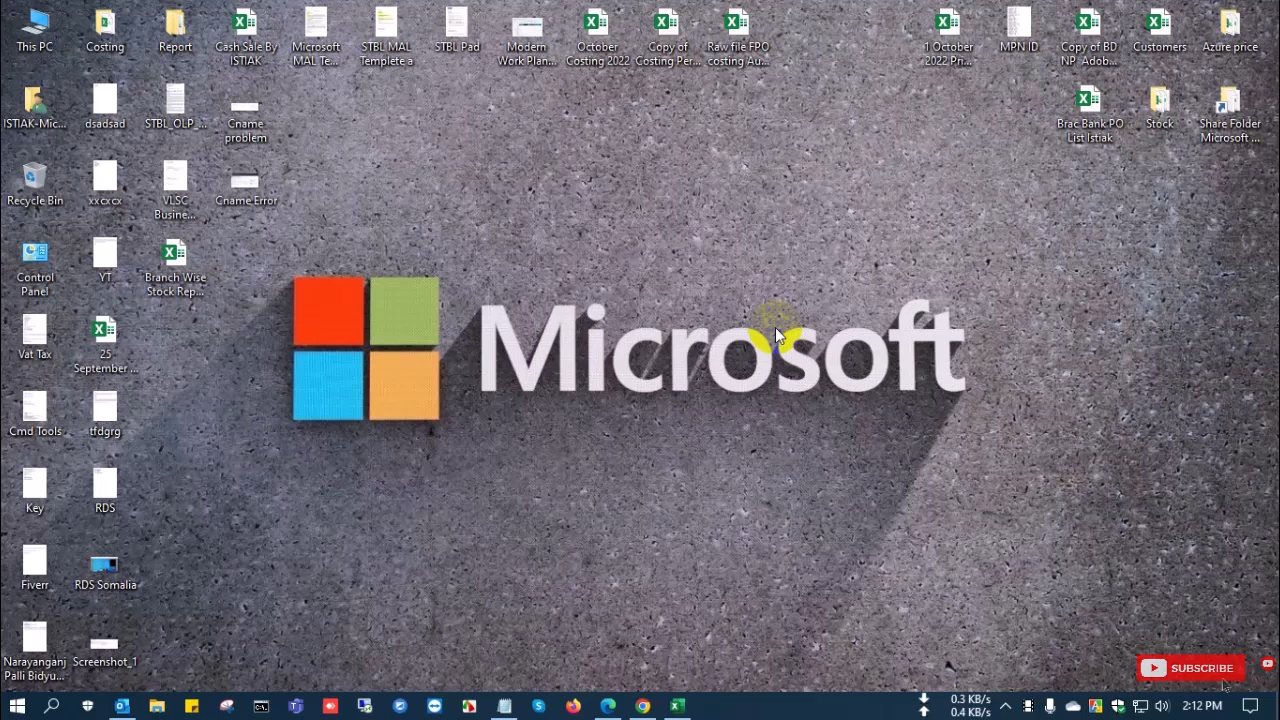 This PC
Costing
Report
Cash Sale By
ISTIAK
Microsoft
MAL Te...
STBL MAL
Templete a
STBL Pad
Modern
Work Plan...
October
Costing 2022
Copy of
Costing Per...
Raw file FPO
costing Au...
1 October
2022 Pri...
MPN ID
Copy of BD
NP_Adob...
Customers
Azure price
ISTIAK-Mic...
dsadsad
STBL_OLP_...
Cname
problem
Brac Bank PO
List Istiak
Stock
Share Folder
Microsoft ...
Recycle Bin
xxcxcx
VLSC
Busine...
Cname Error
Control
Panel
YT
Branch Wise
Stock Rep...
Microsoft
Vat Tax
25
September ...
Cmd Tools
tfdgrg
Key
RDS
Fiverr
RDS Somalia
Narayanganj
Palli Bidyu...
Screenshot_1
SUBSCRIBE
0.3 KB/s
0.4 KB/s
2:12 PM